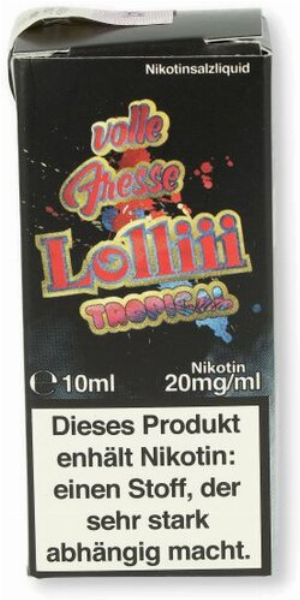 Nikotinsalzliquid
volle
Fresse
Lolliii
TROPICAL
Nikotin
℮10ml 20mg/ml
Dieses Produkt
enhält Nikotin:
einen Stoff, der
sehr stark
abhängig macht.